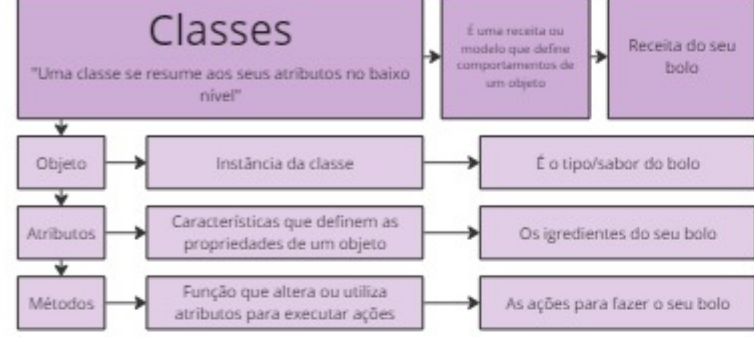 Classes
"Uma classe se resume aos seus atributos no baixo
nível"
É uma receita ou
modelo que define
comportamentos de
um objeto
Receita do seu
bolo
Objeto
Instância da classe
É o tipo/sabor do bolo
Atributos
Características que definem as
propriedades de um objeto
Os igredientes do seu bolo
Métodos
Função que altera ou utiliza
atributos para executar ações
As ações para fazer o seu bolo